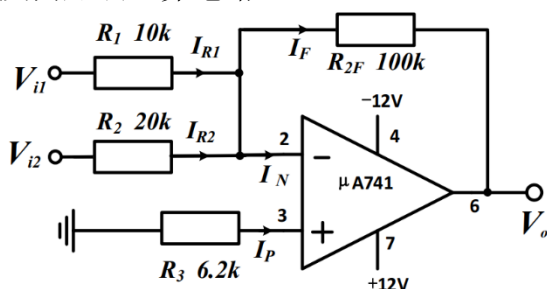 R1 10k
IR1
Vi1
IF
R2F 100k
R2 20k
IR2
Vi2
−12V
4
2
IN
−
μA741
6
Vo
3
+
IP
7
R3 6.2k
+12V